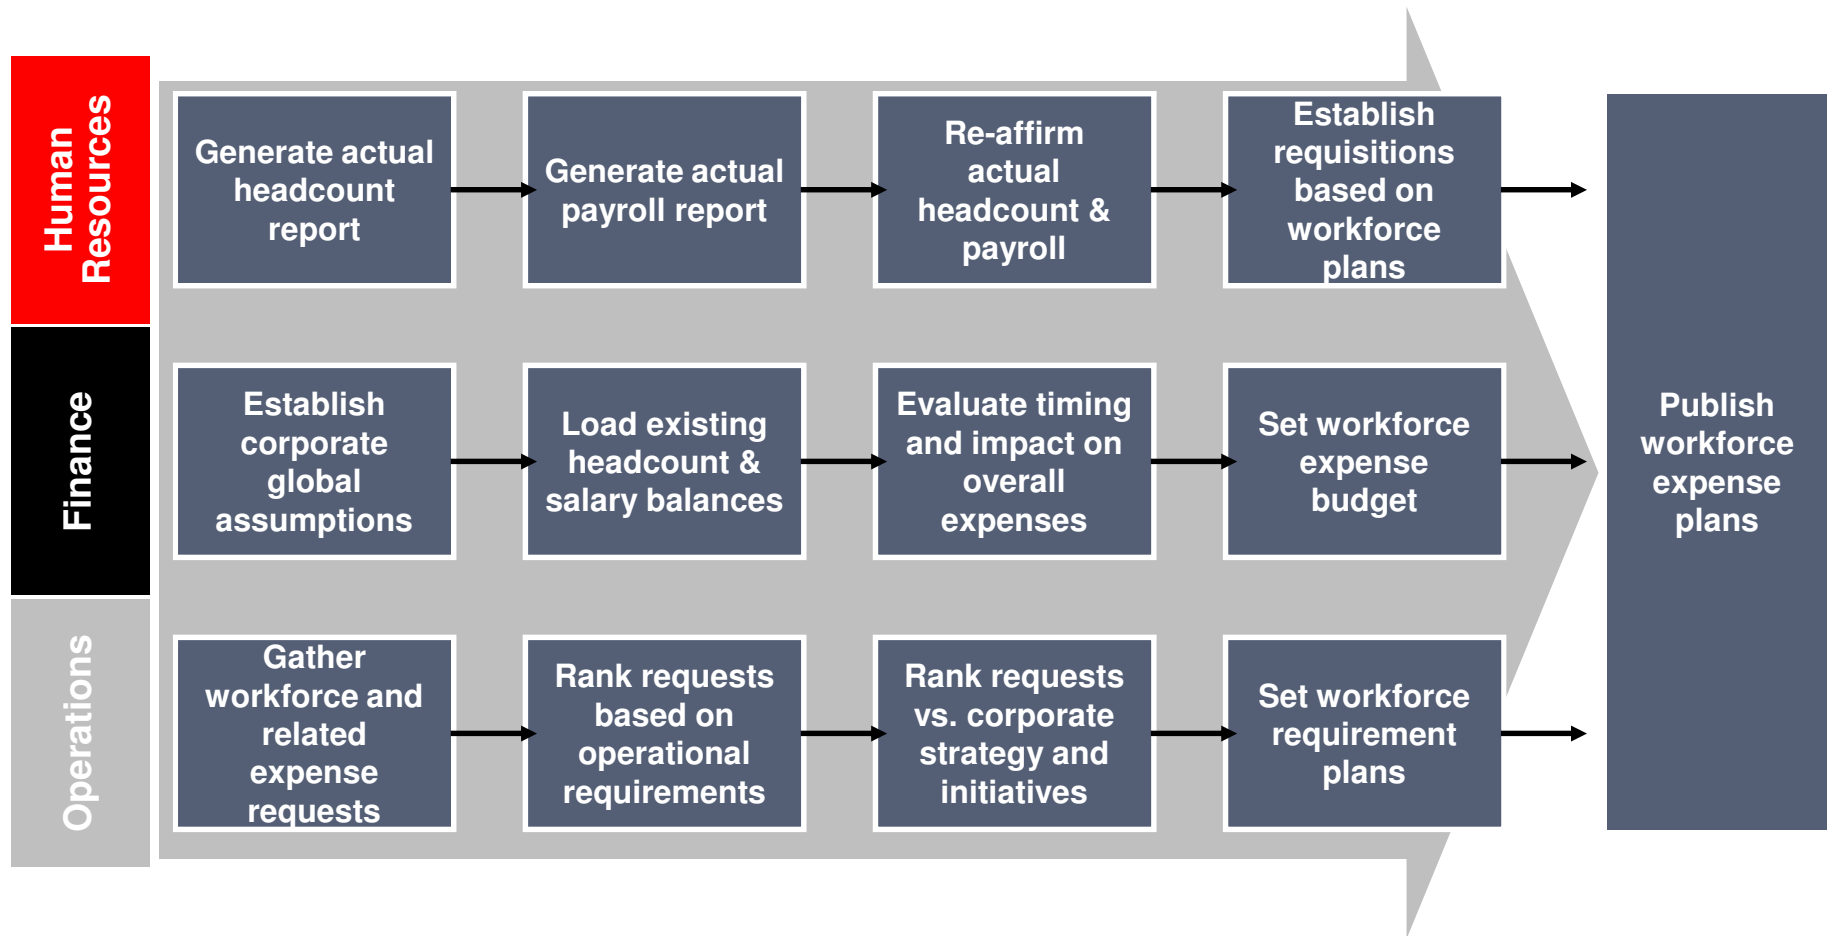 Human
Resources
Generate actual
headcount
report
Generate actual
payroll report
Re-affirm
actual
headcount &
payroll
Establish
requisitions
based on
workforce
plans
Finance
Establish
corporate
global
assumptions
Load existing
headcount &
salary balances
Evaluate timing
and impact on
overall
expenses
Set workforce
expense
budget
Operations
Gather
workforce and
related
expense
requests
Rank requests
based on
operational
requirements
Rank requests
vs. corporate
strategy and
initiatives
Set workforce
requirement
plans
Publish
workforce
expense
plans